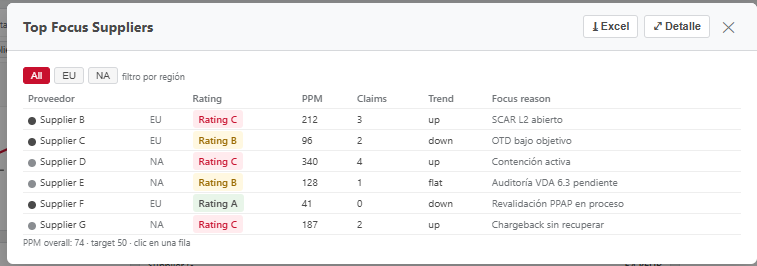 Top Focus Suppliers
Excel
Detalle
All EU NA filtro por región
Proveedor Rating PPM Claims Trend Focus reason
Supplier B EU Rating C 212 3 up SCAR L2 abierto
Supplier C EU Rating B 96 2 down OTD bajo objetivo
Supplier D NA Rating C 340 4 up Contención activa
Supplier E NA Rating B 128 1 flat Auditoría VDA 6.3 pendiente
Supplier F EU Rating A 41 0 down Revalidación PPAP en proceso
Supplier G NA Rating C 187 2 up Chargeback sin recuperar
PPM overall: 74 · target 50 · clic en una fila